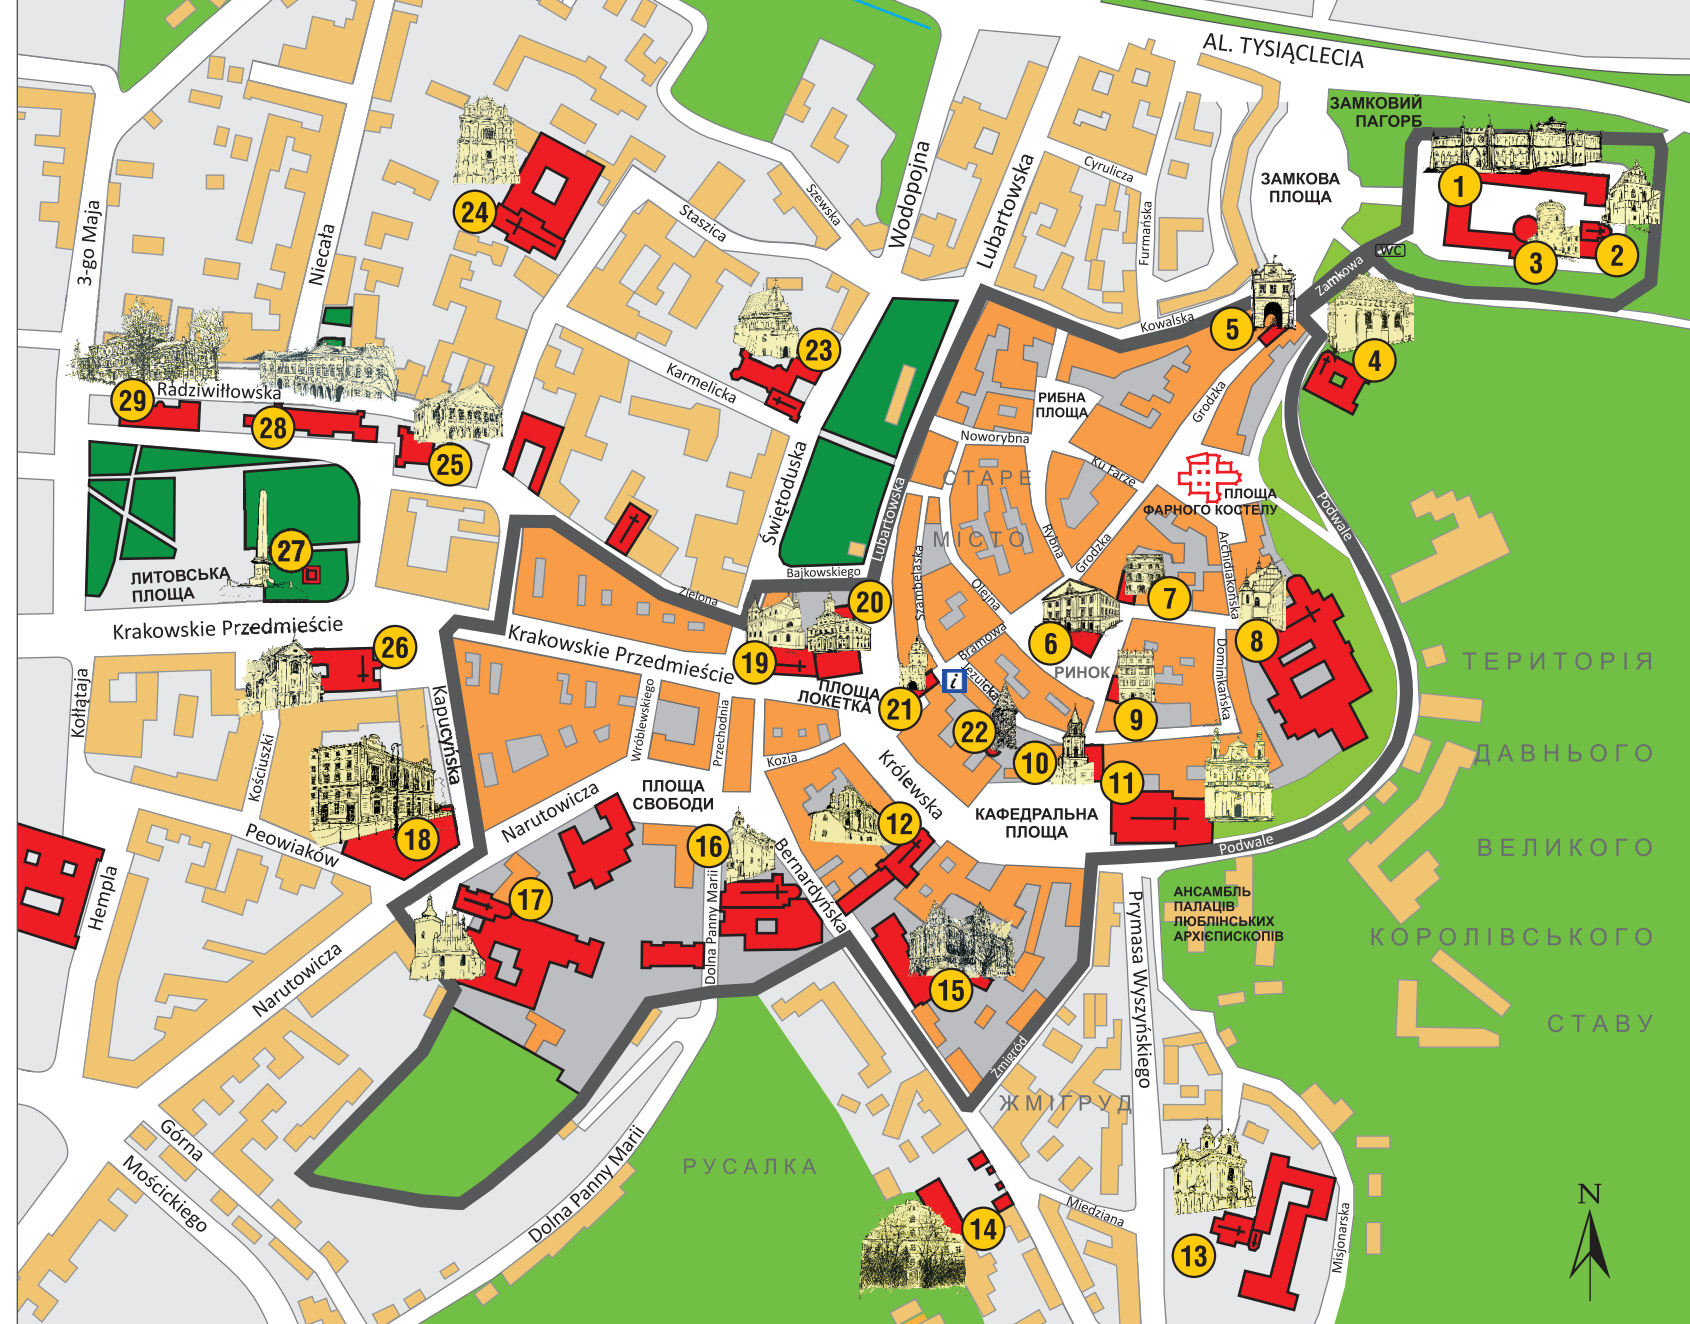 AL. TYSIĄCLECIA
ЗАМКОВИЙ
ПАГОРБ
1
2
3
ЗАМКОВА
ПЛОЩА
WC
Zamkowa
4
5
Cyrulicza
Furmańska
Lubartowska
Wodopojna
Szewska
Staszica
24
3-go Maja
Niecała
Kowalska
Grodzka
РИБНА
ПЛОЩА
Noworybna
Ku Farze
23
Karmelicka
Świętoduska
29
Radziwiłłowska
28
25
СТАРЕ
МІСТО
ПЛОЩА
ФАРНОГО КОСТЕЛУ
Podwale
Lubartowska
Rybna
Grodzka
Archidiakońska
27
ЛИТОВСЬКА
ПЛОЩА
Bajkowskiego
Zielona
Szambelańska
Olejna
20
7
6
8
Krakowskie Przedmieście
26
Krakowskie Przedmieście
19
ПЛОЩА
ЛОКЕТКА
21
i
Bramowa
Jezuicka
РИНОК
Dominikańska
9
22
10
11
ТЕРИТОРІЯ
ДАВНЬОГО
ВЕЛИКОГО
КОРОЛІВСЬКОГО
СТАВУ
Kołłątaja
Kościuszki
Kapucyńska
Wróblewskiego
Przechodnia
Kozia
Królewska
КАФЕДРАЛЬНА
ПЛОЩА
Podwale
ПЛОЩА
СВОБОДИ
Narutowicza
18
Peowiaków
Hempla
16
12
Bernardyńska
17
Dolna Panny Marii
15
АНСАМБЛЬ
ПАЛАЦІВ
ЛЮБЛІНСЬКИХ
АРХІЄПИСКОПІВ
Prymasa Wyszyńskiego
Narutowicza
Żmigród
ЖМІҐРУД
РУСАЛКА
Górna
Mościckiego
Dolna Panny Marii
14
Miedziana
13
Misjonarska
N